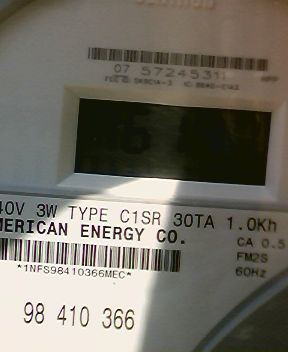 07 5724531
40V 3W TYPE C1SR 30TA 1.0Kh
MERICAN ENERGY CO.
CA 0.5
*1NFS98410366MEC*
FM2S
60Hz
98 410 366